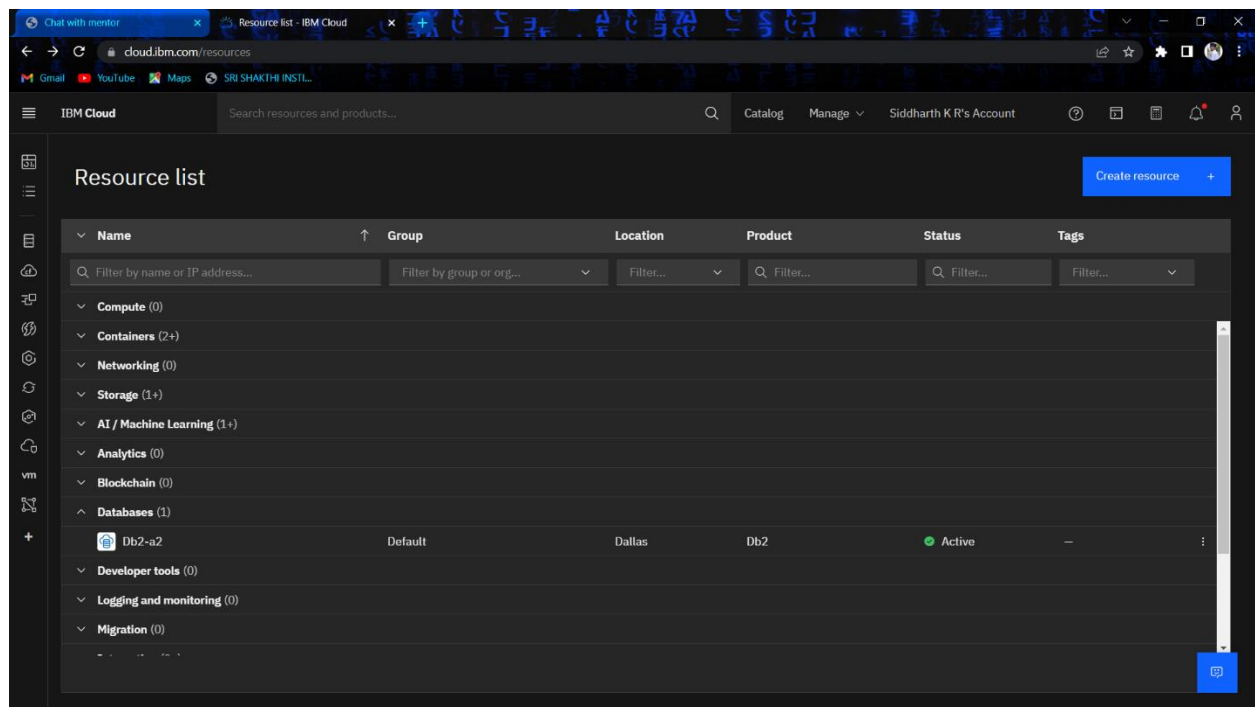 Chat with mentor
Resource list - IBM Cloud
cloud.ibm.com/resources
Gmail YouTube Maps SRI SHAKTHI INSTI...
IBM Cloud Search resources and products... Catalog Manage Siddharth K R's Account
Resource list
Create resource +
Name Group Location Product Status Tags
Filter by name or IP address... Filter by group or org... Filter... Filter... Filter... Filter...
Compute (0)
Containers (2+)
Networking (0)
Storage (1+)
AI / Machine Learning (1+)
Analytics (0)
vm
Blockchain (0)
Databases (1)
Db2-a2 Default Dallas Db2 Active –
Developer tools (0)
Logging and monitoring (0)
Migration (0)